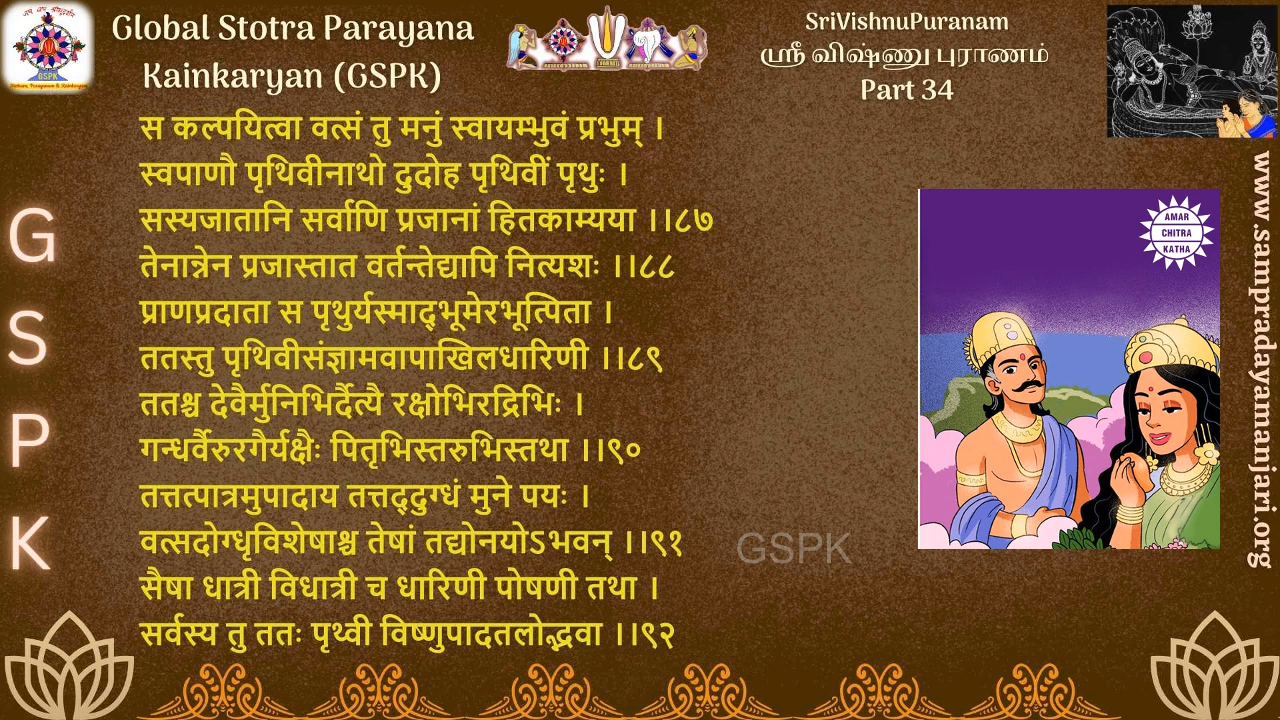 Global Stotra Parayana
Kainkaryan (GSPK)
SriVishnuPuranam
ஸ்ரீ விஷ்ணு புராணம்
Part 34
स कल्पयित्वा वत्सं तु मनुं स्वायम्भुवं प्रभुम् ।
स्वपाणौ पृथिवीनाथो दुदोह पृथिवीं पृथुः ।
सस्यजातानि सर्वाणि प्रजानां हितकाम्यया ।।८७
तेनान्नेन प्रजास्तात वर्तन्तेद्यापि नित्यशः ।।८८
प्राणप्रदाता स पृथुर्यस्माद्भूमेरभूत्पिता ।
ततस्तु पृथिवीसंज्ञामवापाखिलधारिणी ।।८९
ततश्च देवैर्मुनिभिर्दैत्यै रक्षोभिरद्रिभिः ।
गन्धर्वैरुरगैर्यक्षैः पितृभिस्तरुभिस्तथा ।।९०
तत्तत्पात्रमुपादाय तत्तद्दुग्धं मुने पयः ।
वत्सदोग्धृविशेषाश्च तेषां तद्योनयोऽभवन् ।।९१
सैषा धात्री विधात्री च धारिणी पोषणी तथा ।
सर्वस्य तु ततः पृथ्वी विष्णुपादतलोद्भवा ।।९२
G
S
P
K
GSPK
AMAR
CHITRA
KATHA
www.sampradayamanjari.org
GSPK